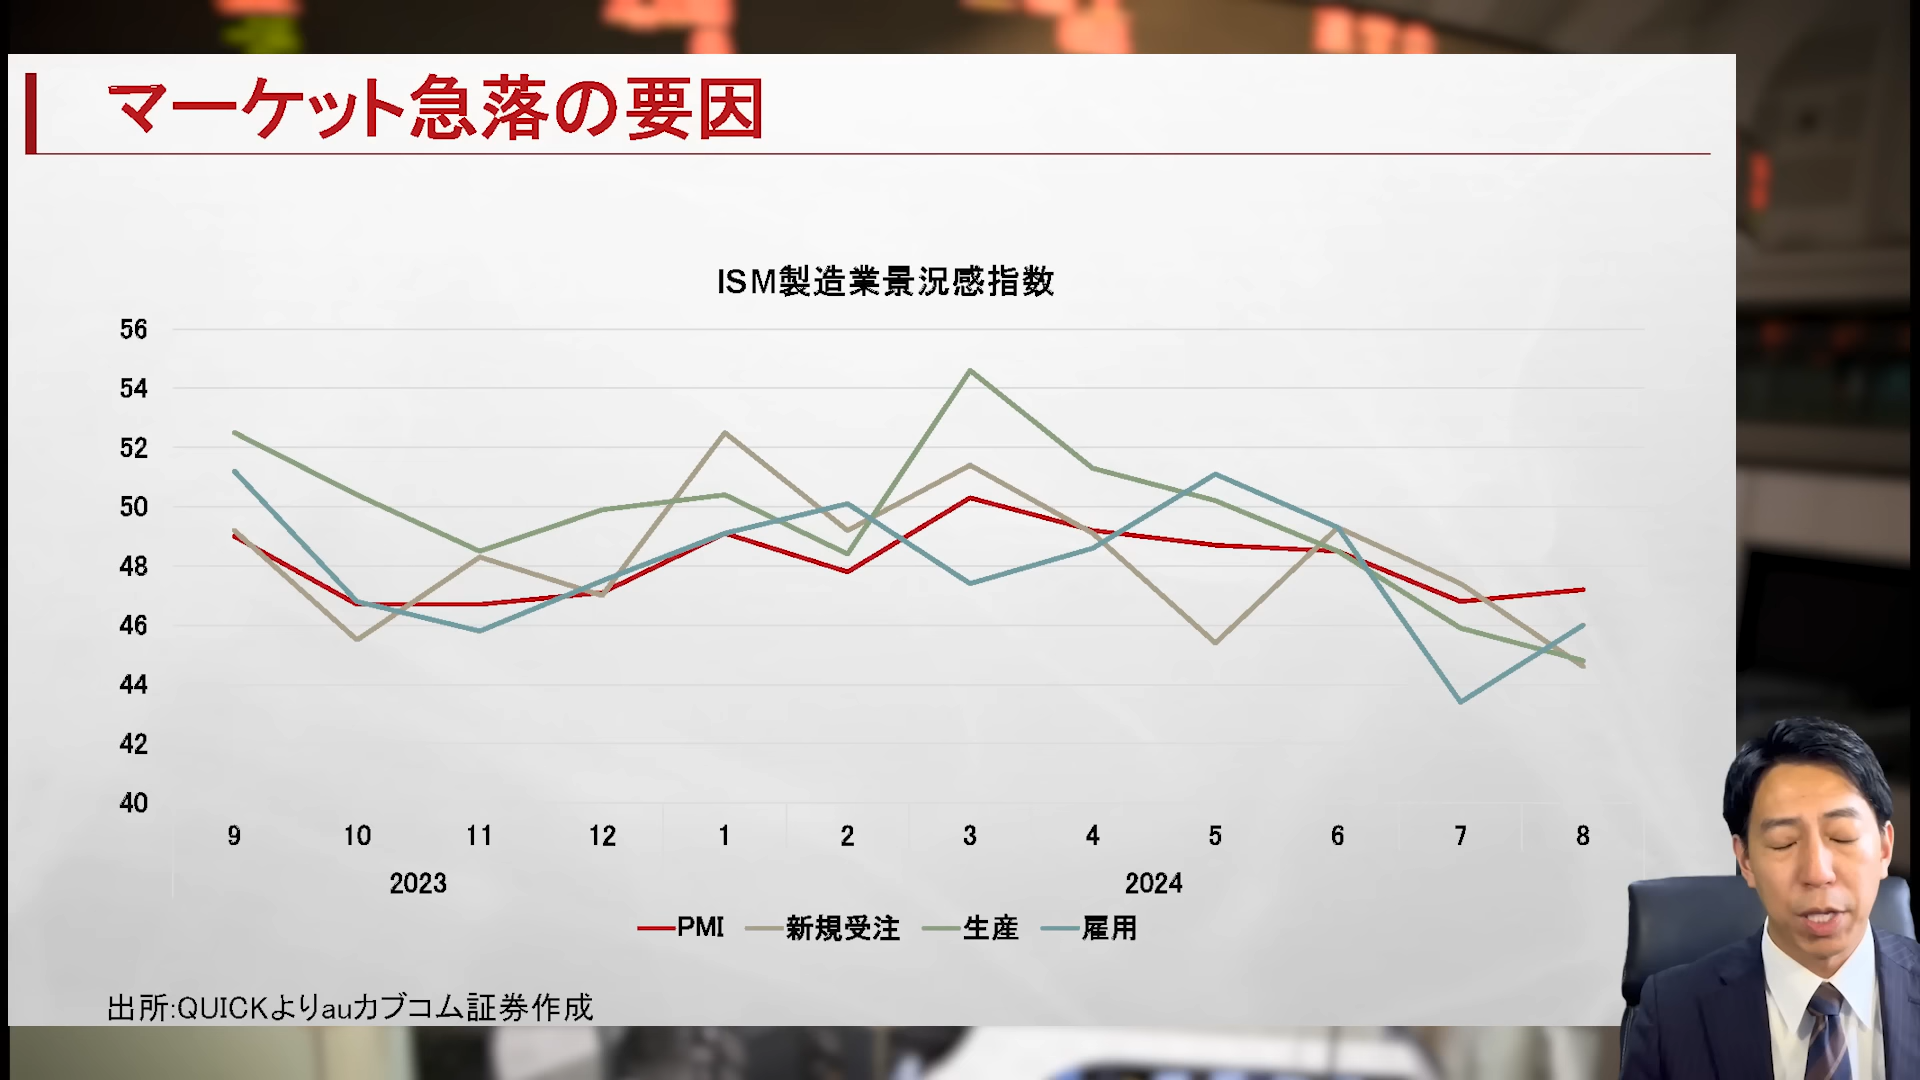 マーケット急落の要因
ISM製造業景況感指数
56
54
52
50
48
46
44
42
40
9 10 11 12 1 2 3 4 5 6 7 8
2023 2024
PMI 新規受注 生産 雇用
出所:QUICKよりauカブコム証券作成